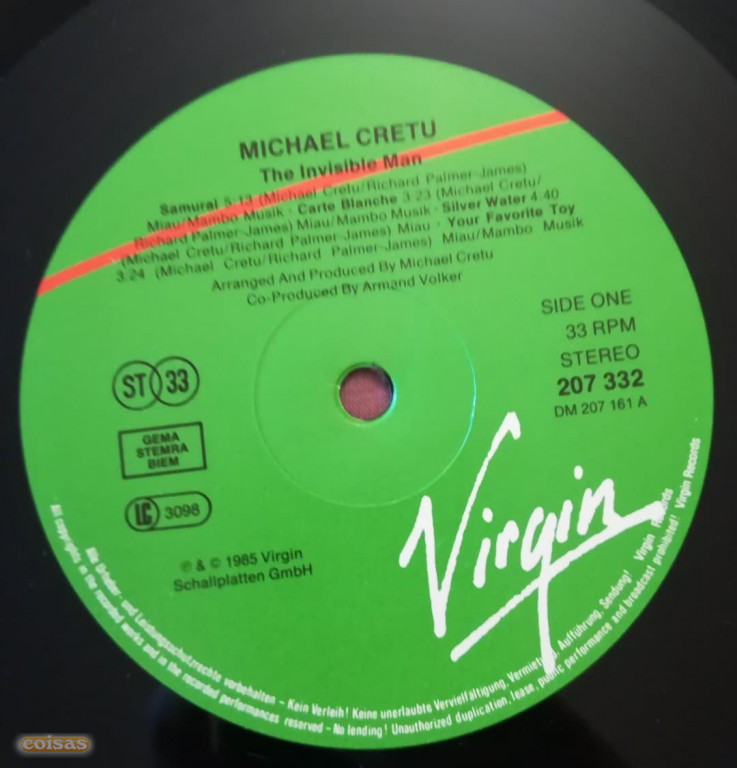 MICHAEL CRETU
The Invisible Man
Samurai 5·13 (Michael Cretu/Richard Palmer-James)
Miau/Mambo Musik · Carte Blanche 3 23 (Michael Cretu/
Richard Palmer-James) Miau/Mambo Musik · Silver Water 4:40
(Michael Cretu/Richard Palmer-James) Miau · Your Favorite Toy
3:24 (Michael Cretu/Richard Palmer-James) Miau/Mambo Musik
Arranged And Produced By Michael Cretu
Co-Produced By Armand Volker
SIDE ONE
33 RPM
STEREO
207 332
DM 207 161 A
ST 33
GEMA
STEMRA
BIEM
LC 3098
℗ & © 1985 Virgin
Schallplatten GmbH
Virgin
Alle Urheber- und Leistungsschutzrechte vorbehalten – Kein Verleih! Keine unerlaubte Vervielfältigung, Vermietung, Aufführung, Sendung! Virgin Records
All copyrights in the recorded works and in the recorded performances reserved – No lending! Unauthorized duplication, lease, public performance and broadcast prohibited! Virgin Records
coisas